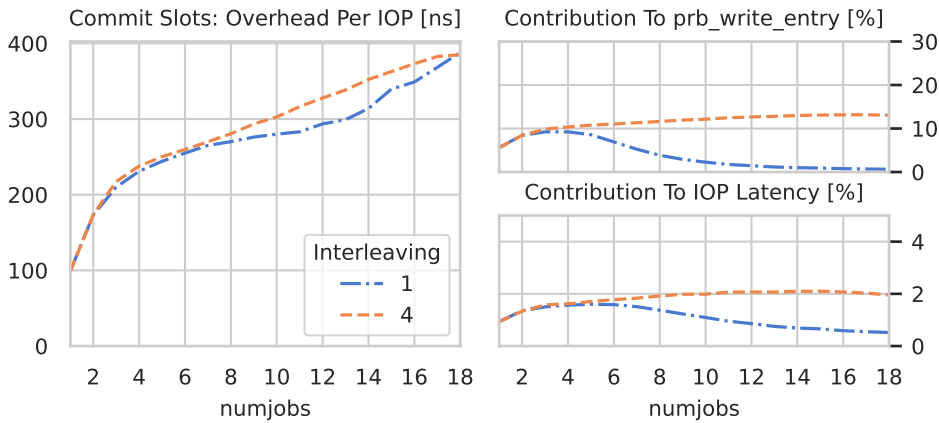 Commit Slots: Overhead Per IOP [ns]
400
300
200
100
0
Interleaving
1
4
2 4 6 8 10 12 14 16 18
numjobs
Contribution To prb_write_entry [%]
30
20
10
0
Contribution To IOP Latency [%]
4
2
0
2 4 6 8 10 12 14 16 18
numjobs